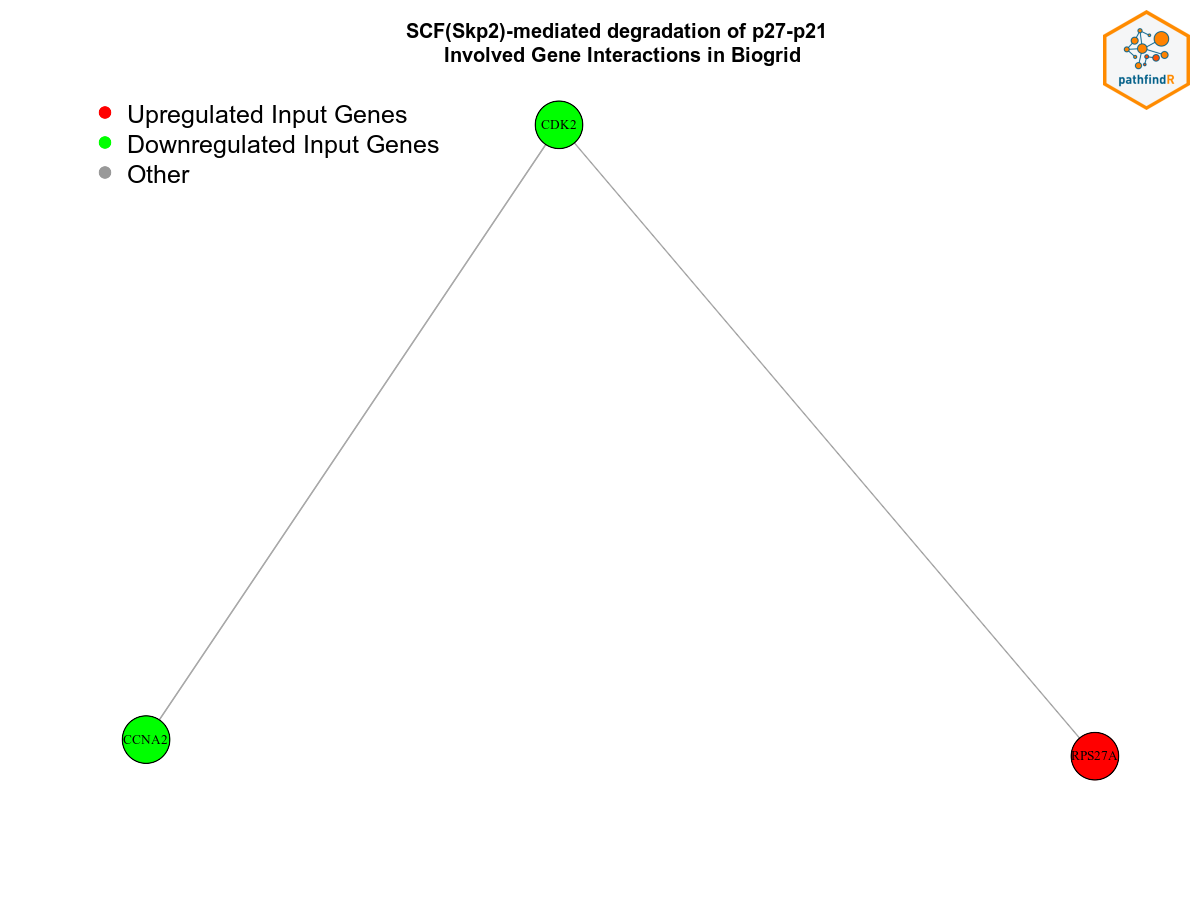 SCF(Skp2)-mediated degradation of p27-p21
Involved Gene Interactions in Biogrid
pathfindR
Upregulated Input Genes
Downregulated Input Genes
Other
CDK2
CCNA2
RPS27A